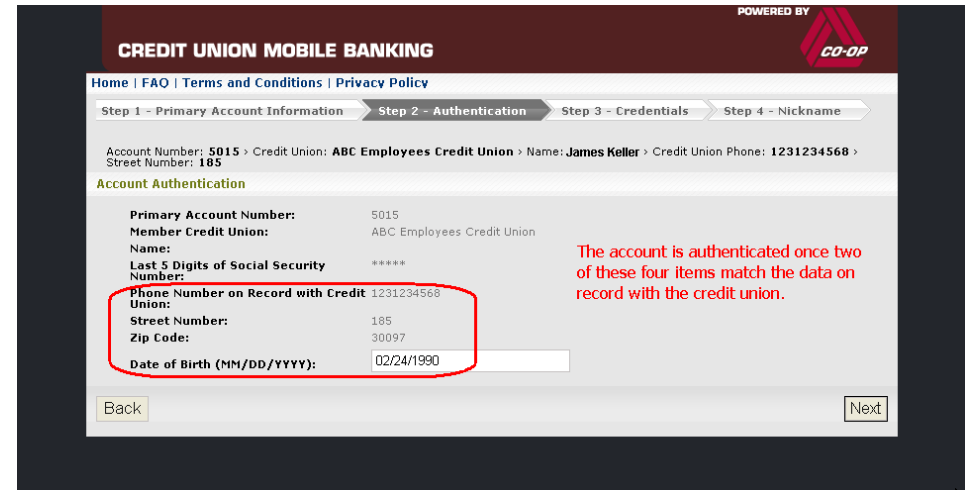 POWERED BY
CREDIT UNION MOBILE BANKING
CO-OP
Home | FAQ | Terms and Conditions | Privacy Policy
Step 1 - Primary Account Information Step 2 - Authentication Step 3 - Credentials Step 4 - Nickname
Account Number: 5015 › Credit Union: ABC Employees Credit Union › Name: James Keller › Credit Union Phone: 1231234568 ›
Street Number: 185
Account Authentication
Primary Account Number: 5015
Member Credit Union: ABC Employees Credit Union
Name:
Last 5 Digits of Social Security
Number: *****
Phone Number on Record with Credit
Union: 1231234568
Street Number: 185
Zip Code: 30097
Date of Birth (MM/DD/YYYY): 02/24/1990
The account is authenticated once two
of these four items match the data on
record with the credit union.
Back Next